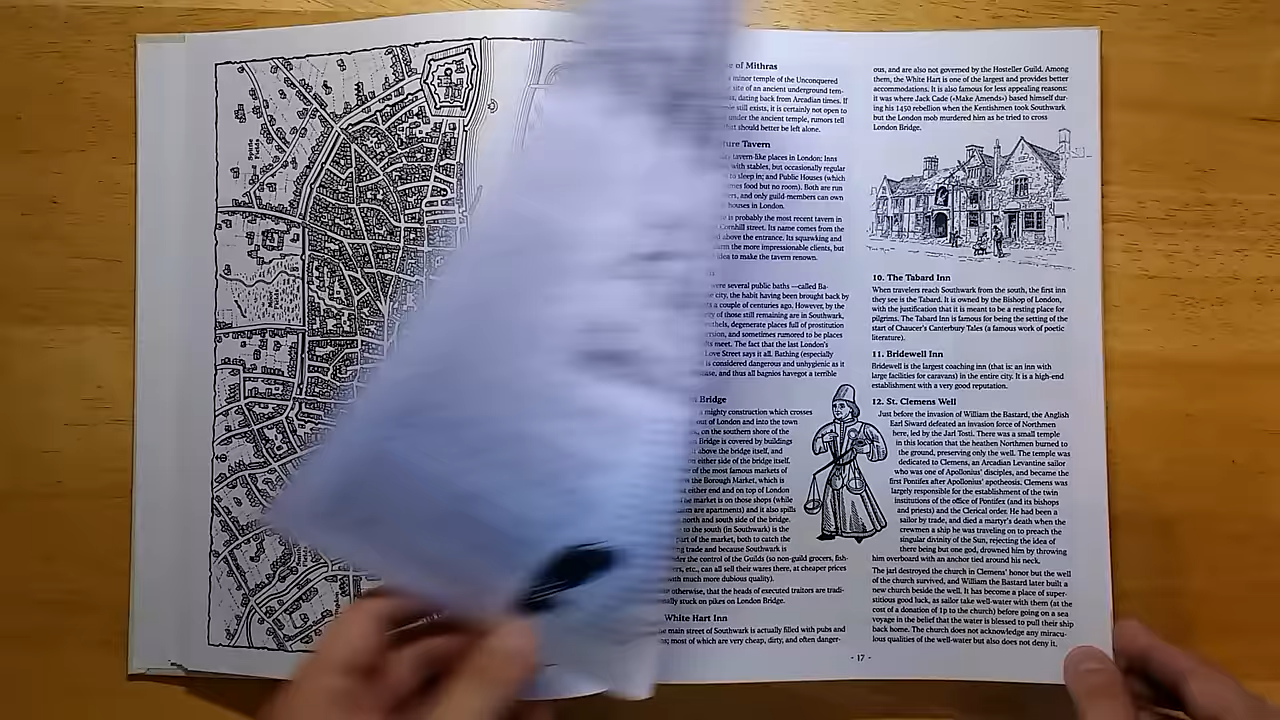 Smithe
Fields
e of Mithras
minor temple of the Unconquered
site of an ancient underground tem-
s, dating back from Arcadian times. If
still exists, it is certainly not open to
under the ancient temple, rumors tell
that should better be left alone.
ture Tavern
tavern-like places in London: Inns
with stables, but occasionally regular
to sleep in; and Public Houses (which
mes food but no room). Both are run
ers, and only guild-members can own
houses in London.
is probably the most recent tavern in
Cornhill street. Its name comes from the
above the entrance. Its squawking and
rm the more impressionable clients, but
idea to make the tavern renown.
were several public baths —called Ba-
e city, the habit having been brought back by
s a couple of centuries ago. However, by the
ty of those still remaining are in Southwark,
othels, degenerate places full of prostitution
rsion, and sometimes rumored to be places
fts meet. The fact that the last London's
Love Street says it all. Bathing (especially
is considered dangerous and unhygienic as it
ase, and thus all bagnios havegot a terrible
Bridge
mighty construction which crosses
out of London and into the town
, on the southern shore of the
Bridge is covered by buildings
above the bridge itself, and
on either side of the bridge itself.
e of the most famous markets of
the Borough Market, which is
t either end and on top of London
he market is on those shops (while
m are apartments) and it also spills
north and south side of the bridge.
to the south (in Southwark) is the
part of the market, both to catch the
ng trade and because Southwark is
der the control of the Guilds (so non-guild grocers, fish-
rs, etc., can all sell their wares there, at cheaper prices
with much more dubious quality).
otherwise, that the heads of executed traitors are tradi-
nally stuck on pikes on London Bridge.
White Hart Inn
e main street of Southwark is actually filled with pubs and
s; most of which are very cheap, dirty, and often danger-
ous, and are also not governed by the Hosteller Guild. Among
them, the White Hart is one of the largest and provides better
accommodations. It is also famous for less appealing reasons:
it was where Jack Cade («Make Amends») based himself dur-
ing his 1450 rebellion when the Kentishmen took Southwark
but the London mob murdered him as he tried to cross
London Bridge.
10. The Tabard Inn
When travelers reach Southwark from the south, the first inn
they see is the Tabard. It is owned by the Bishop of London,
with the justification that it is meant to be a resting place for
pilgrims. The Tabard Inn is famous for being the setting of the
start of Chaucer's Canterbury Tales (a famous work of poetic
literature).
11. Bridewell Inn
Bridewell is the largest coaching inn (that is: an inn with
large facilities for caravans) in the entire city. It is a high-end
establishment with a very good reputation.
12. St. Clemens Well
Just before the invasion of William the Bastard, the Anglish
Earl Siward defeated an invasion force of Northmen
here, led by the Jarl Tosti. There was a small temple
in this location that the heathen Northmen burned to
the ground, preserving only the well. The temple was
dedicated to Clemens, an Arcadian Levantine sailor
who was one of Apollonius' disciples, and became the
first Pontifex after Apollonius' apotheosis. Clemens was
largely responsible for the establishment of the twin
institutions of the office of Pontifex (and its bishops
and priests) and the Clerical order. He had been a
sailor by trade, and died a martyr's death when the
crewmen a ship he was traveling on to preach the
singular divinity of the Sun, rejecting the idea of
there being but one god, drowned him by throwing
him overboard with an anchor tied around his neck.
The jarl destroyed the church in Clemens' honor but the well
of the church survived, and William the Bastard later built a
new church beside the well. It has become a place of super-
stitious good luck, as sailor take well-water with them (at the
cost of a donation of 1p to the church) before going on a sea
voyage in the belief that the water is blessed to pull their ship
back home. The church does not acknowledge any miracu-
lous qualities of the well-water but also does not deny it.
- 17 -